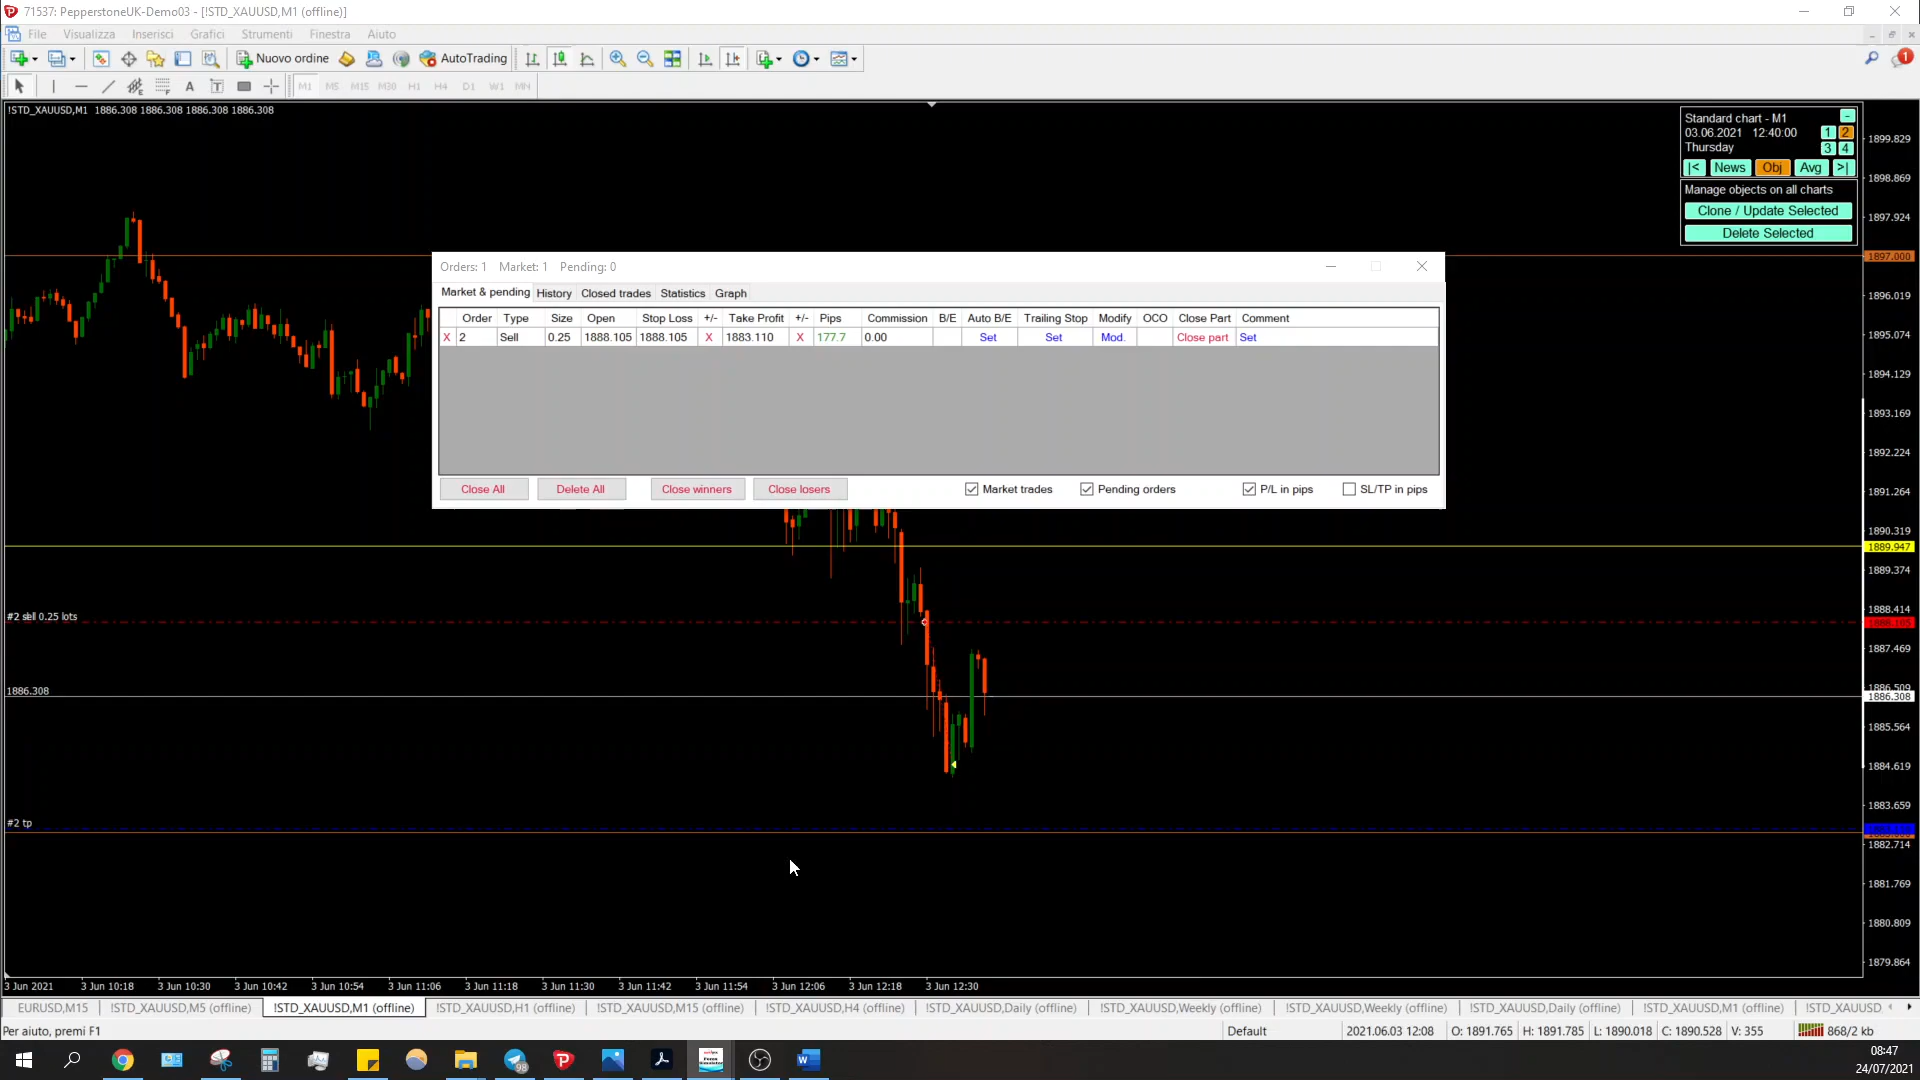 71537: PepperstoneUK-Demo03 - [!STD_XAUUSD,M1 (offline)]
File Visualizza Inserisci Grafici Strumenti Finestra Aiuto
Nuovo ordine AutoTrading
A T M1 M5 M15 M30 H1 H4 D1 W1 MN
!STD_XAUUSD,M1 1886.308 1886.308 1886.308 1886.308
Standard chart - M1
03.06.2021 12:40:00 1 2
Thursday 3 4
|< News Obj Avg >|
Manage objects on all charts
Clone / Update Selected
Delete Selected
1899.829
1898.869
1897.924
1897.000
1896.019
1895.074
1894.129
1893.169
1892.224
1891.264
1890.319
1889.947
1889.374
1888.414
1888.105
1887.469
1886.509
1886.308
1885.564
1884.619
1883.659
1882.714
1881.769
1880.809
1879.864
Orders: 1 Market: 1 Pending: 0
Market & pending History Closed trades Statistics Graph
Order Type Size Open Stop Loss +/- Take Profit +/- Pips Commission B/E Auto B/E Trailing Stop Modify OCO Close Part Comment
X 2 Sell 0.25 1888.105 1888.105 X 1883.110 X 177.7 0.00 Set Set Mod. Close part Set
Close All Delete All Close winners Close losers Market trades Pending orders P/L in pips SL/TP in pips
#2 sell 0.25 lots
1886.308
#2 tp
3 Jun 2021 3 Jun 10:18 3 Jun 10:30 3 Jun 10:42 3 Jun 10:54 3 Jun 11:06 3 Jun 11:18 3 Jun 11:30 3 Jun 11:42 3 Jun 11:54 3 Jun 12:06 3 Jun 12:18 3 Jun 12:30
EURUSD,M15 !STD_XAUUSD,M5 (offline) !STD_XAUUSD,M1 (offline) !STD_XAUUSD,H1 (offline) !STD_XAUUSD,M15 (offline) !STD_XAUUSD,H4 (offline) !STD_XAUUSD,Daily (offline) !STD_XAUUSD,Weekly (offline) !STD_XAUUSD,Weekly (offline) !STD_XAUUSD,Daily (offline) !STD_XAUUSD,M1 (offline) !STD_XAUUSD
Per aiuto, premi F1 Default 2021.06.03 12:08 O: 1891.765 H: 1891.785 L: 1890.018 C: 1890.528 V: 355 868/2 kb
08:47
24/07/2021